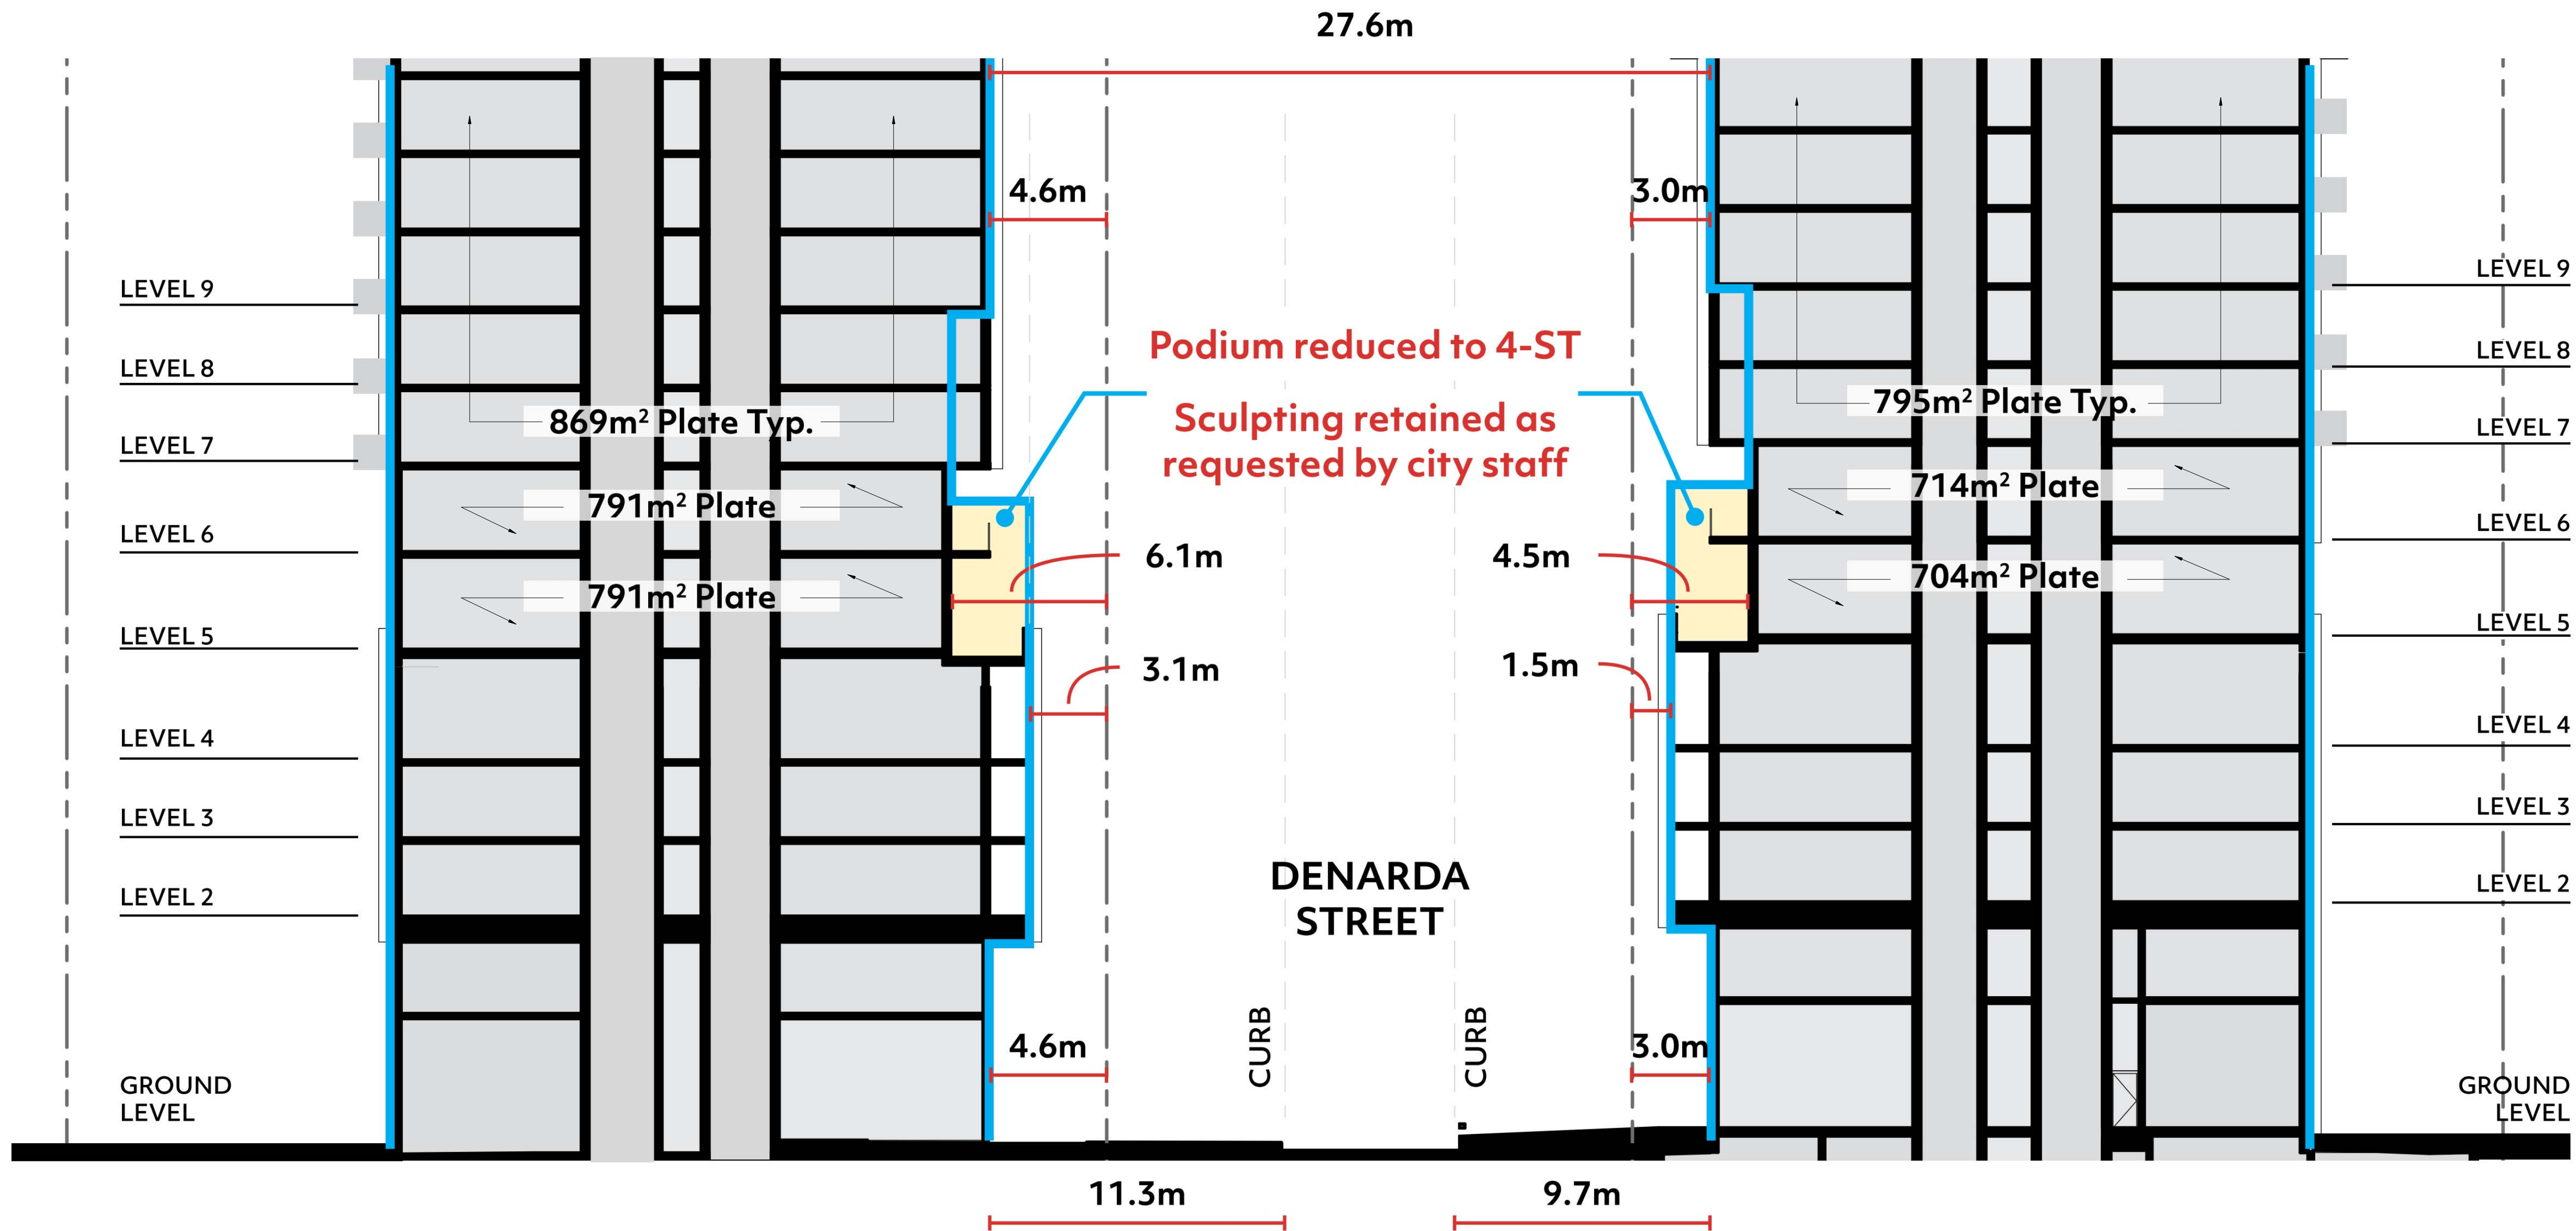 27.6m
4.6m
3.0m
LEVEL 9
LEVEL 9
Podium reduced to 4-ST
LEVEL 8
LEVEL 8
869m² Plate Typ.
Sculpting retained as
requested by city staff
795m² Plate Typ.
LEVEL 7
LEVEL 7
791m² Plate
714m² Plate
LEVEL 6
LEVEL 6
6.1m
4.5m
791m² Plate
704m² Plate
LEVEL 5
LEVEL 5
3.1m
1.5m
LEVEL 4
LEVEL 4
LEVEL 3
LEVEL 3
DENARDA
STREET
LEVEL 2
LEVEL 2
CURB
CURB
4.6m
3.0m
GROUND
LEVEL
GROUND
LEVEL
11.3m
9.7m